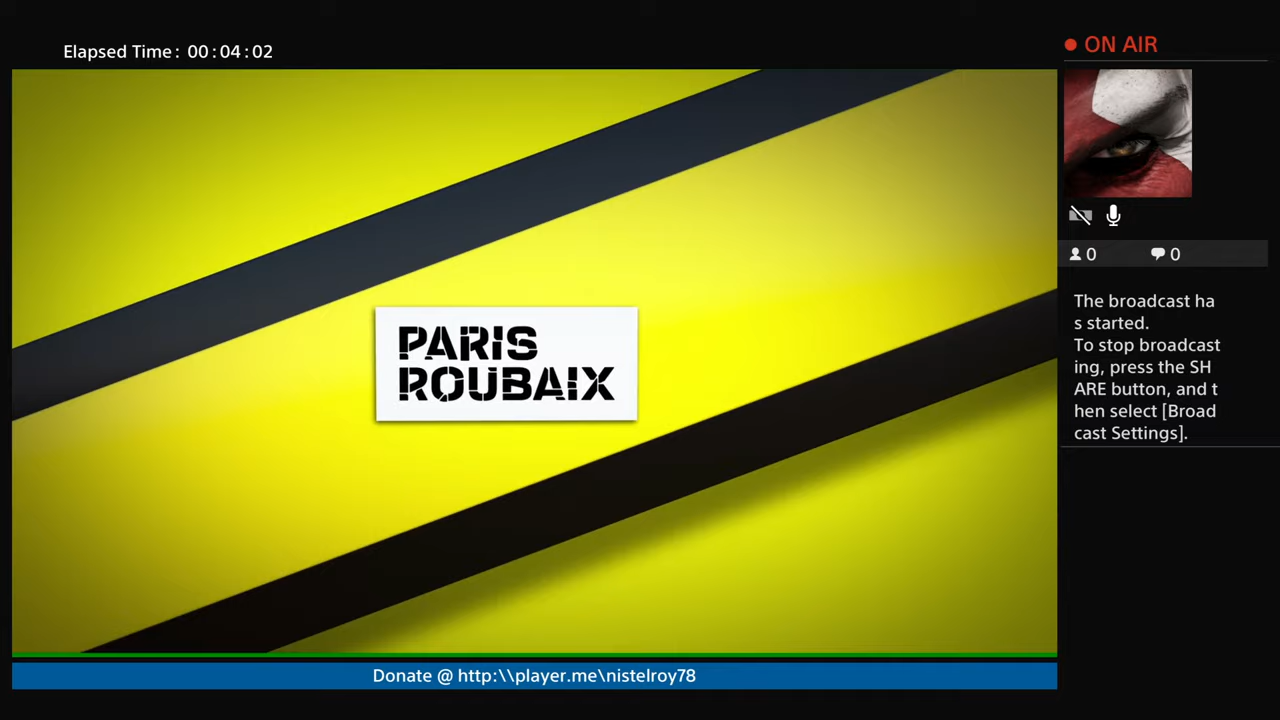 Elapsed Time: 00:04:02
ON AIR
PARIS
ROUBAIX
0 0
The broadcast ha
s started.
To stop broadcast
ing, press the SH
ARE button, and t
hen select [Broad
cast Settings].
Donate @ http:\\player.me\nistelroy78